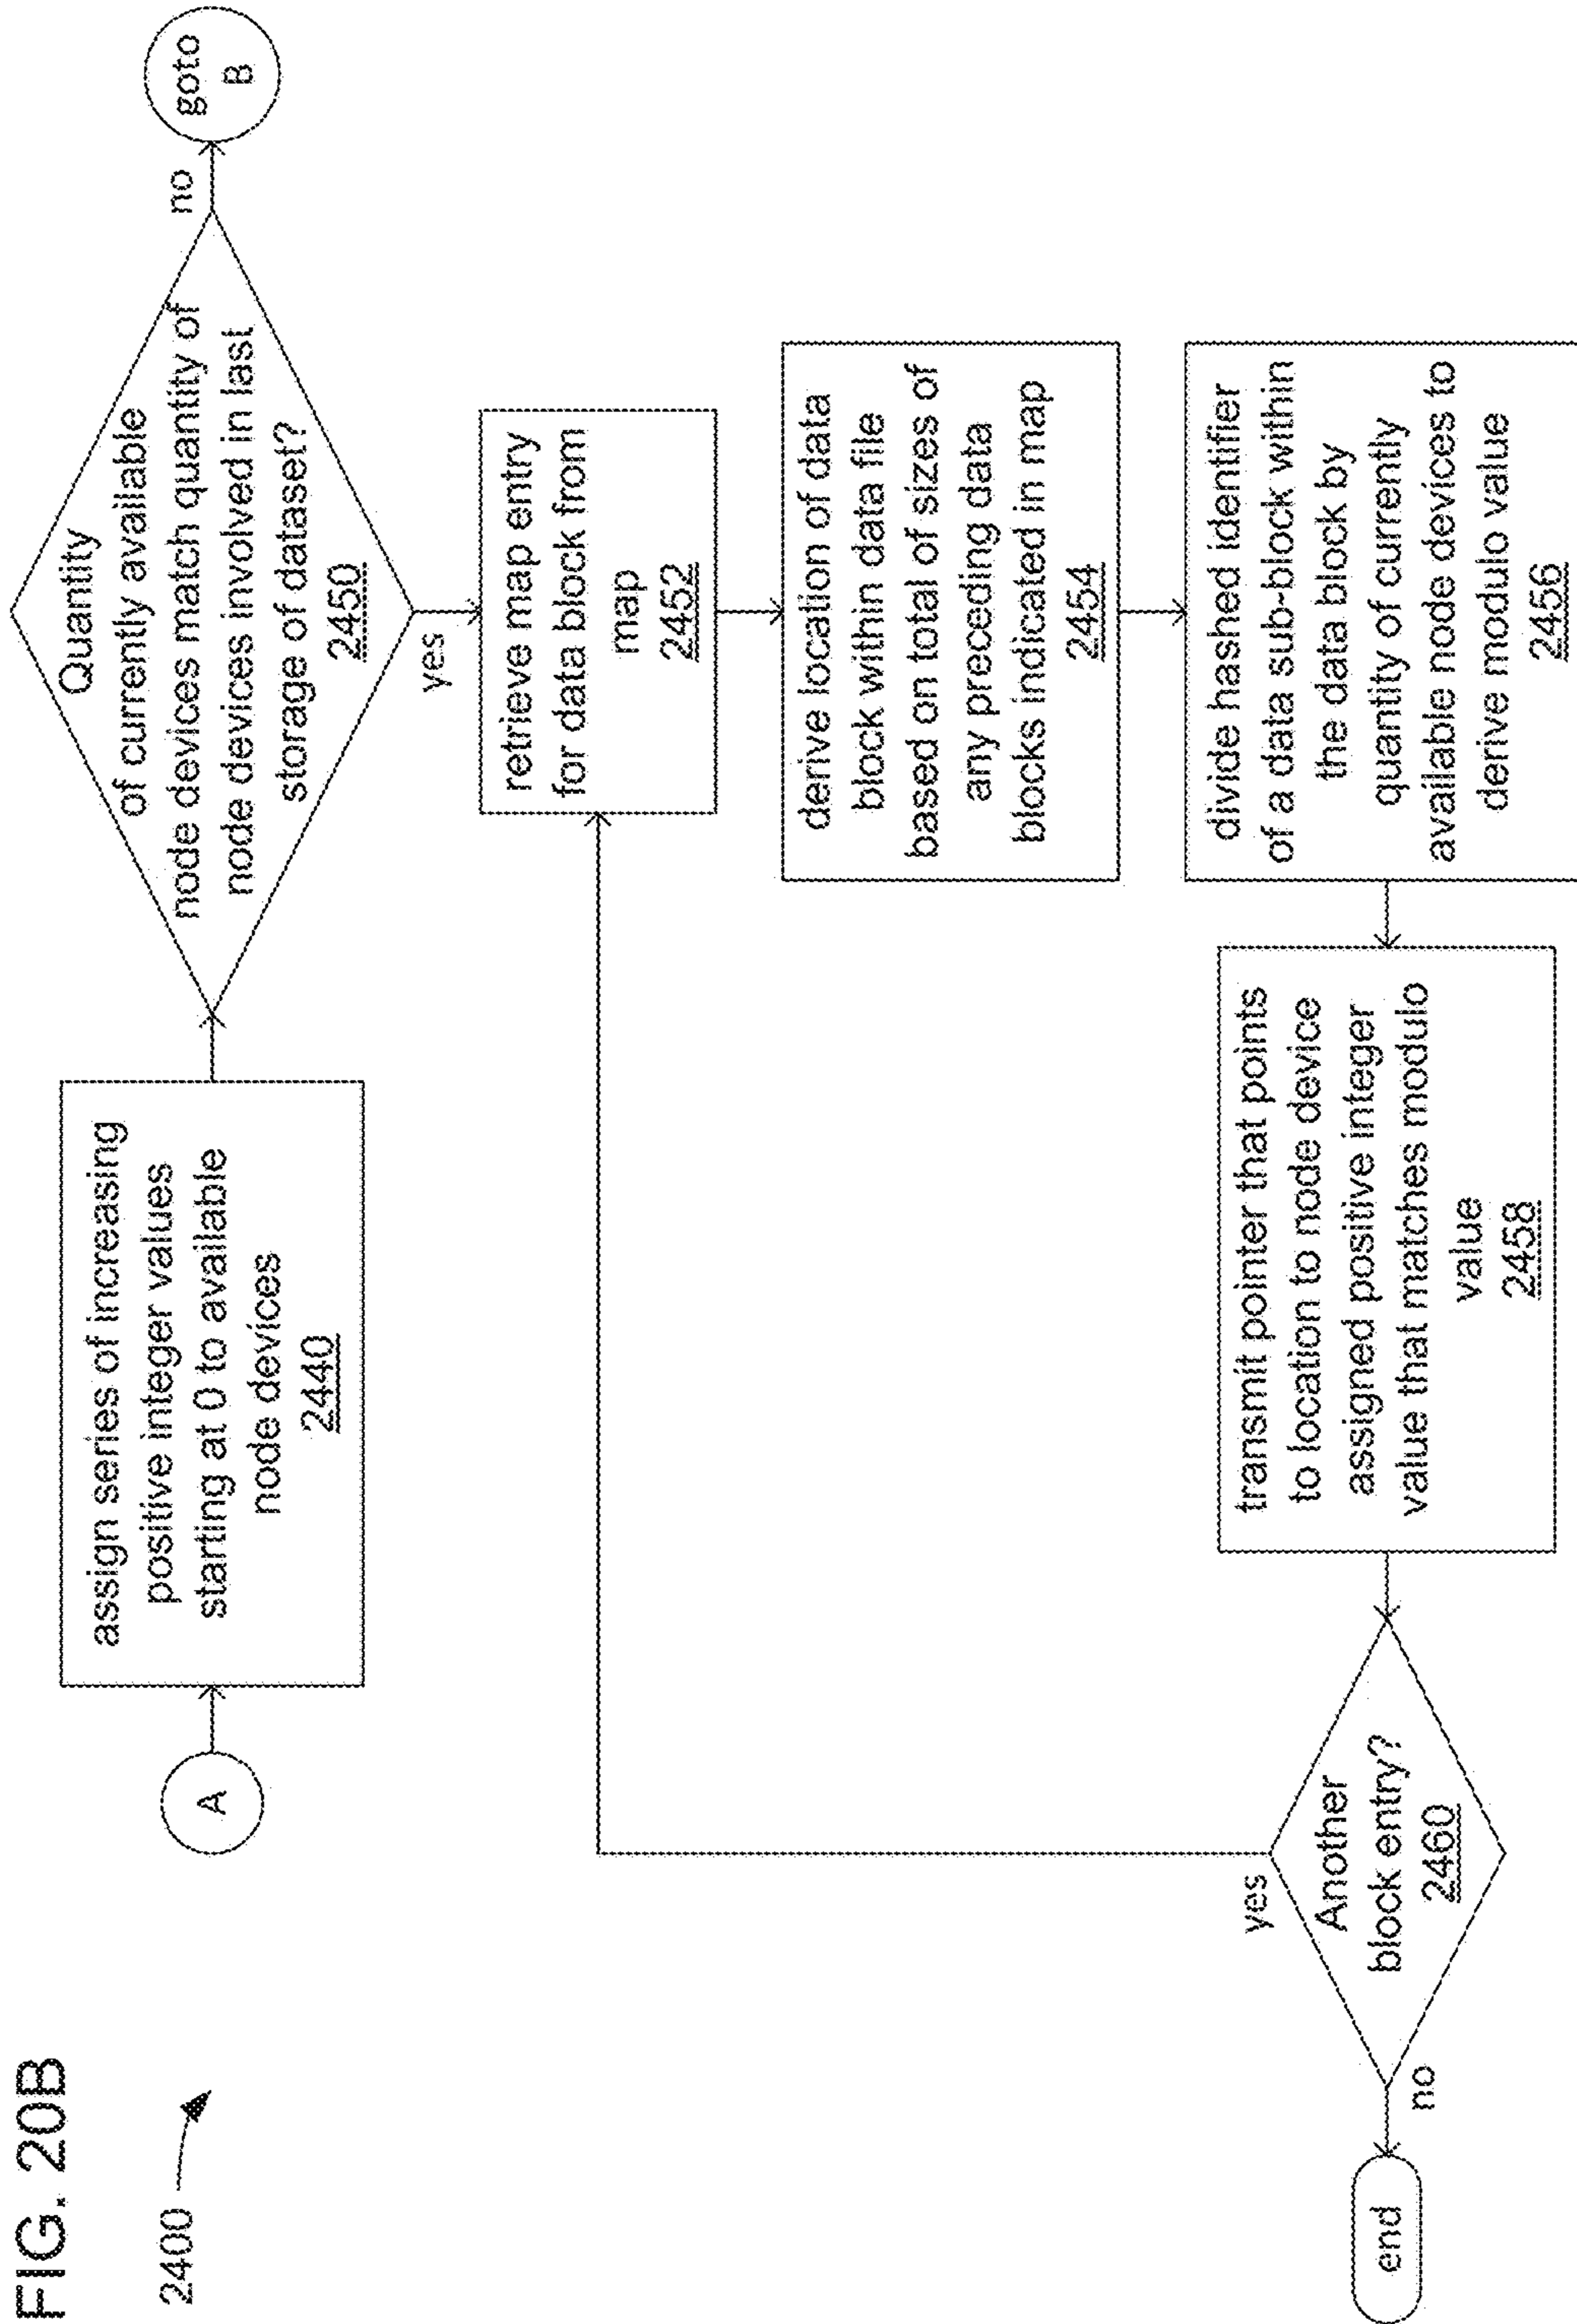 FIG. 20B
2400
A
assign series of increasing
positive integer values
starting at 0 to available
node devices
2440
Quantity
of currently available
node devices match quantity of
node devices involved in last
storage of dataset?
2450
no
goto
B
yes
retrieve map entry
for data block from
map
2452
derive location of data
block within data file
based on total of sizes of
any preceding data
blocks indicated in map
2454
divide hashed identifier
of a data sub-block within
the data block by
quantity of currently
available node devices to
derive modulo value
2456
transmit pointer that points
to location to node device
assigned positive integer
value that matches modulo
value
2458
Another
block entry?
2460
yes
no
end